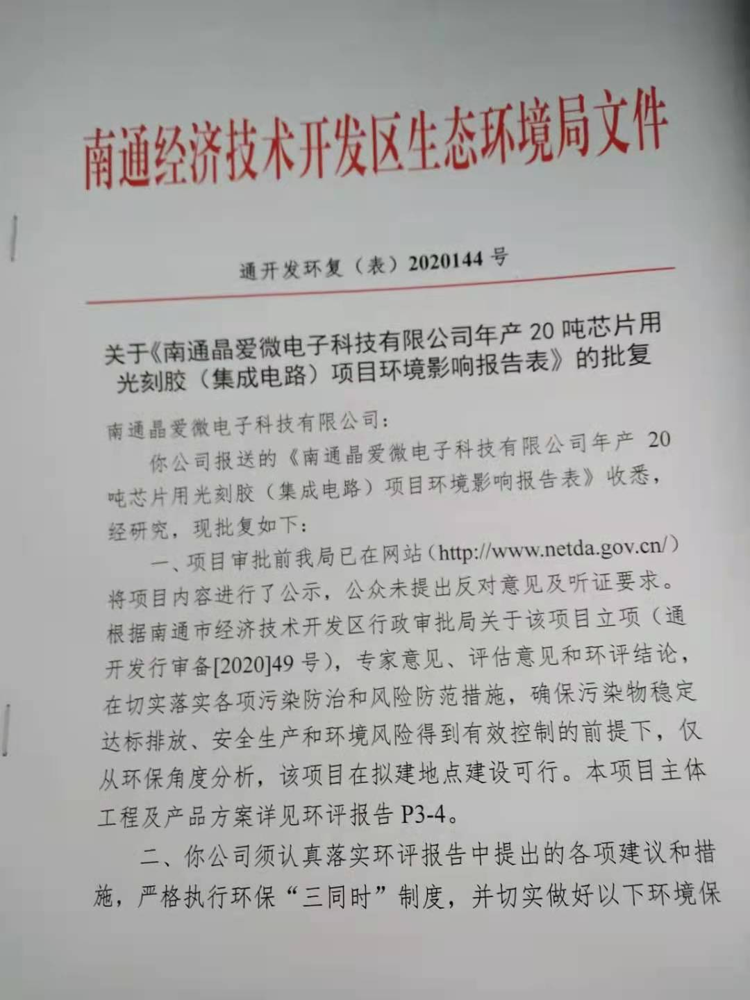 南通经济技术开发区生态环境局文件
通开发环复（表）2020144 号
关于《南通晶爱微电子科技有限公司年产 20 吨芯片用
光刻胶（集成电路）项目环境影响报告表》的批复
南通晶爱微电子科技有限公司：
你公司报送的《南通晶爱微电子科技有限公司年产 20
吨芯片用光刻胶（集成电路）项目环境影响报告表》收悉，
经研究，现批复如下：
一、项目审批前我局已在网站（http://www.netda.gov.cn/）
将项目内容进行了公示，公众未提出反对意见及听证要求。
根据南通市经济技术开发区行政审批局关于该项目立项（通
开发行审备[2020]49 号），专家意见、评估意见和环评结论，
在切实落实各项污染防治和风险防范措施，确保污染物稳定
达标排放、安全生产和环境风险得到有效控制的前提下，仅
从环保角度分析，该项目在拟建地点建设可行。本项目主体
工程及产品方案详见环评报告 P3-4。
二、你公司须认真落实环评报告中提出的各项建议和措
施，严格执行环保“三同时”制度，并切实做好以下环境保